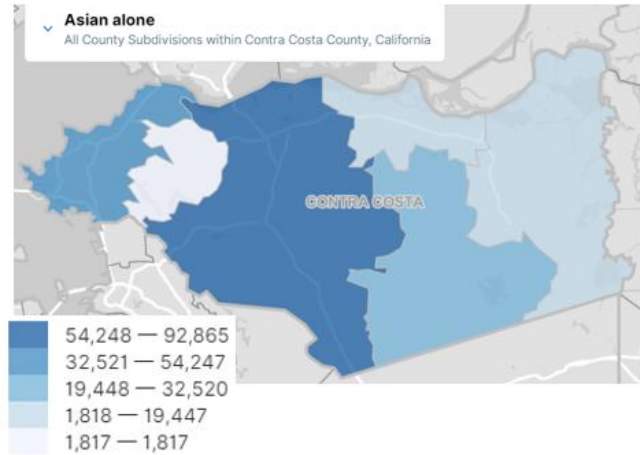 Asian alone
All County Subdivisions within Contra Costa County, California
CONTRA COSTA
54,248 — 92,865
32,521 — 54,247
19,448 — 32,520
1,818 — 19,447
1,817 — 1,817